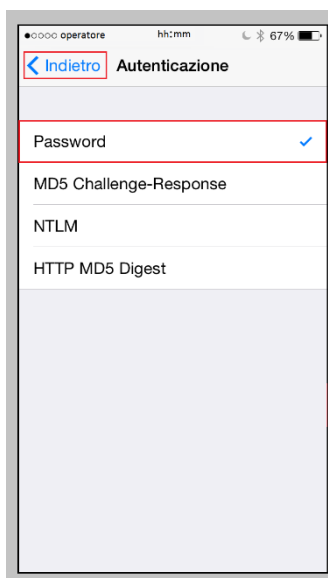 operatore hh:mm 67%
Indietro Autenticazione
Password
MD5 Challenge-Response
NTLM
HTTP MD5 Digest